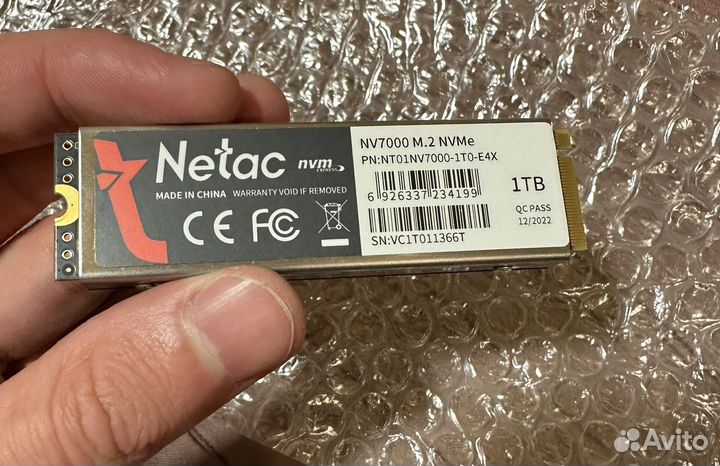 Netac
nvm
EXPRESS
MADE IN CHINA WARRANTY VOID IF REMOVED
CE FC
NV7000 M.2 NVMe
PN:NT01NV7000-1T0-E4X
6 926337 234199
SN:VC1T011366T
1TB
QC PASS
12/2022
Avito